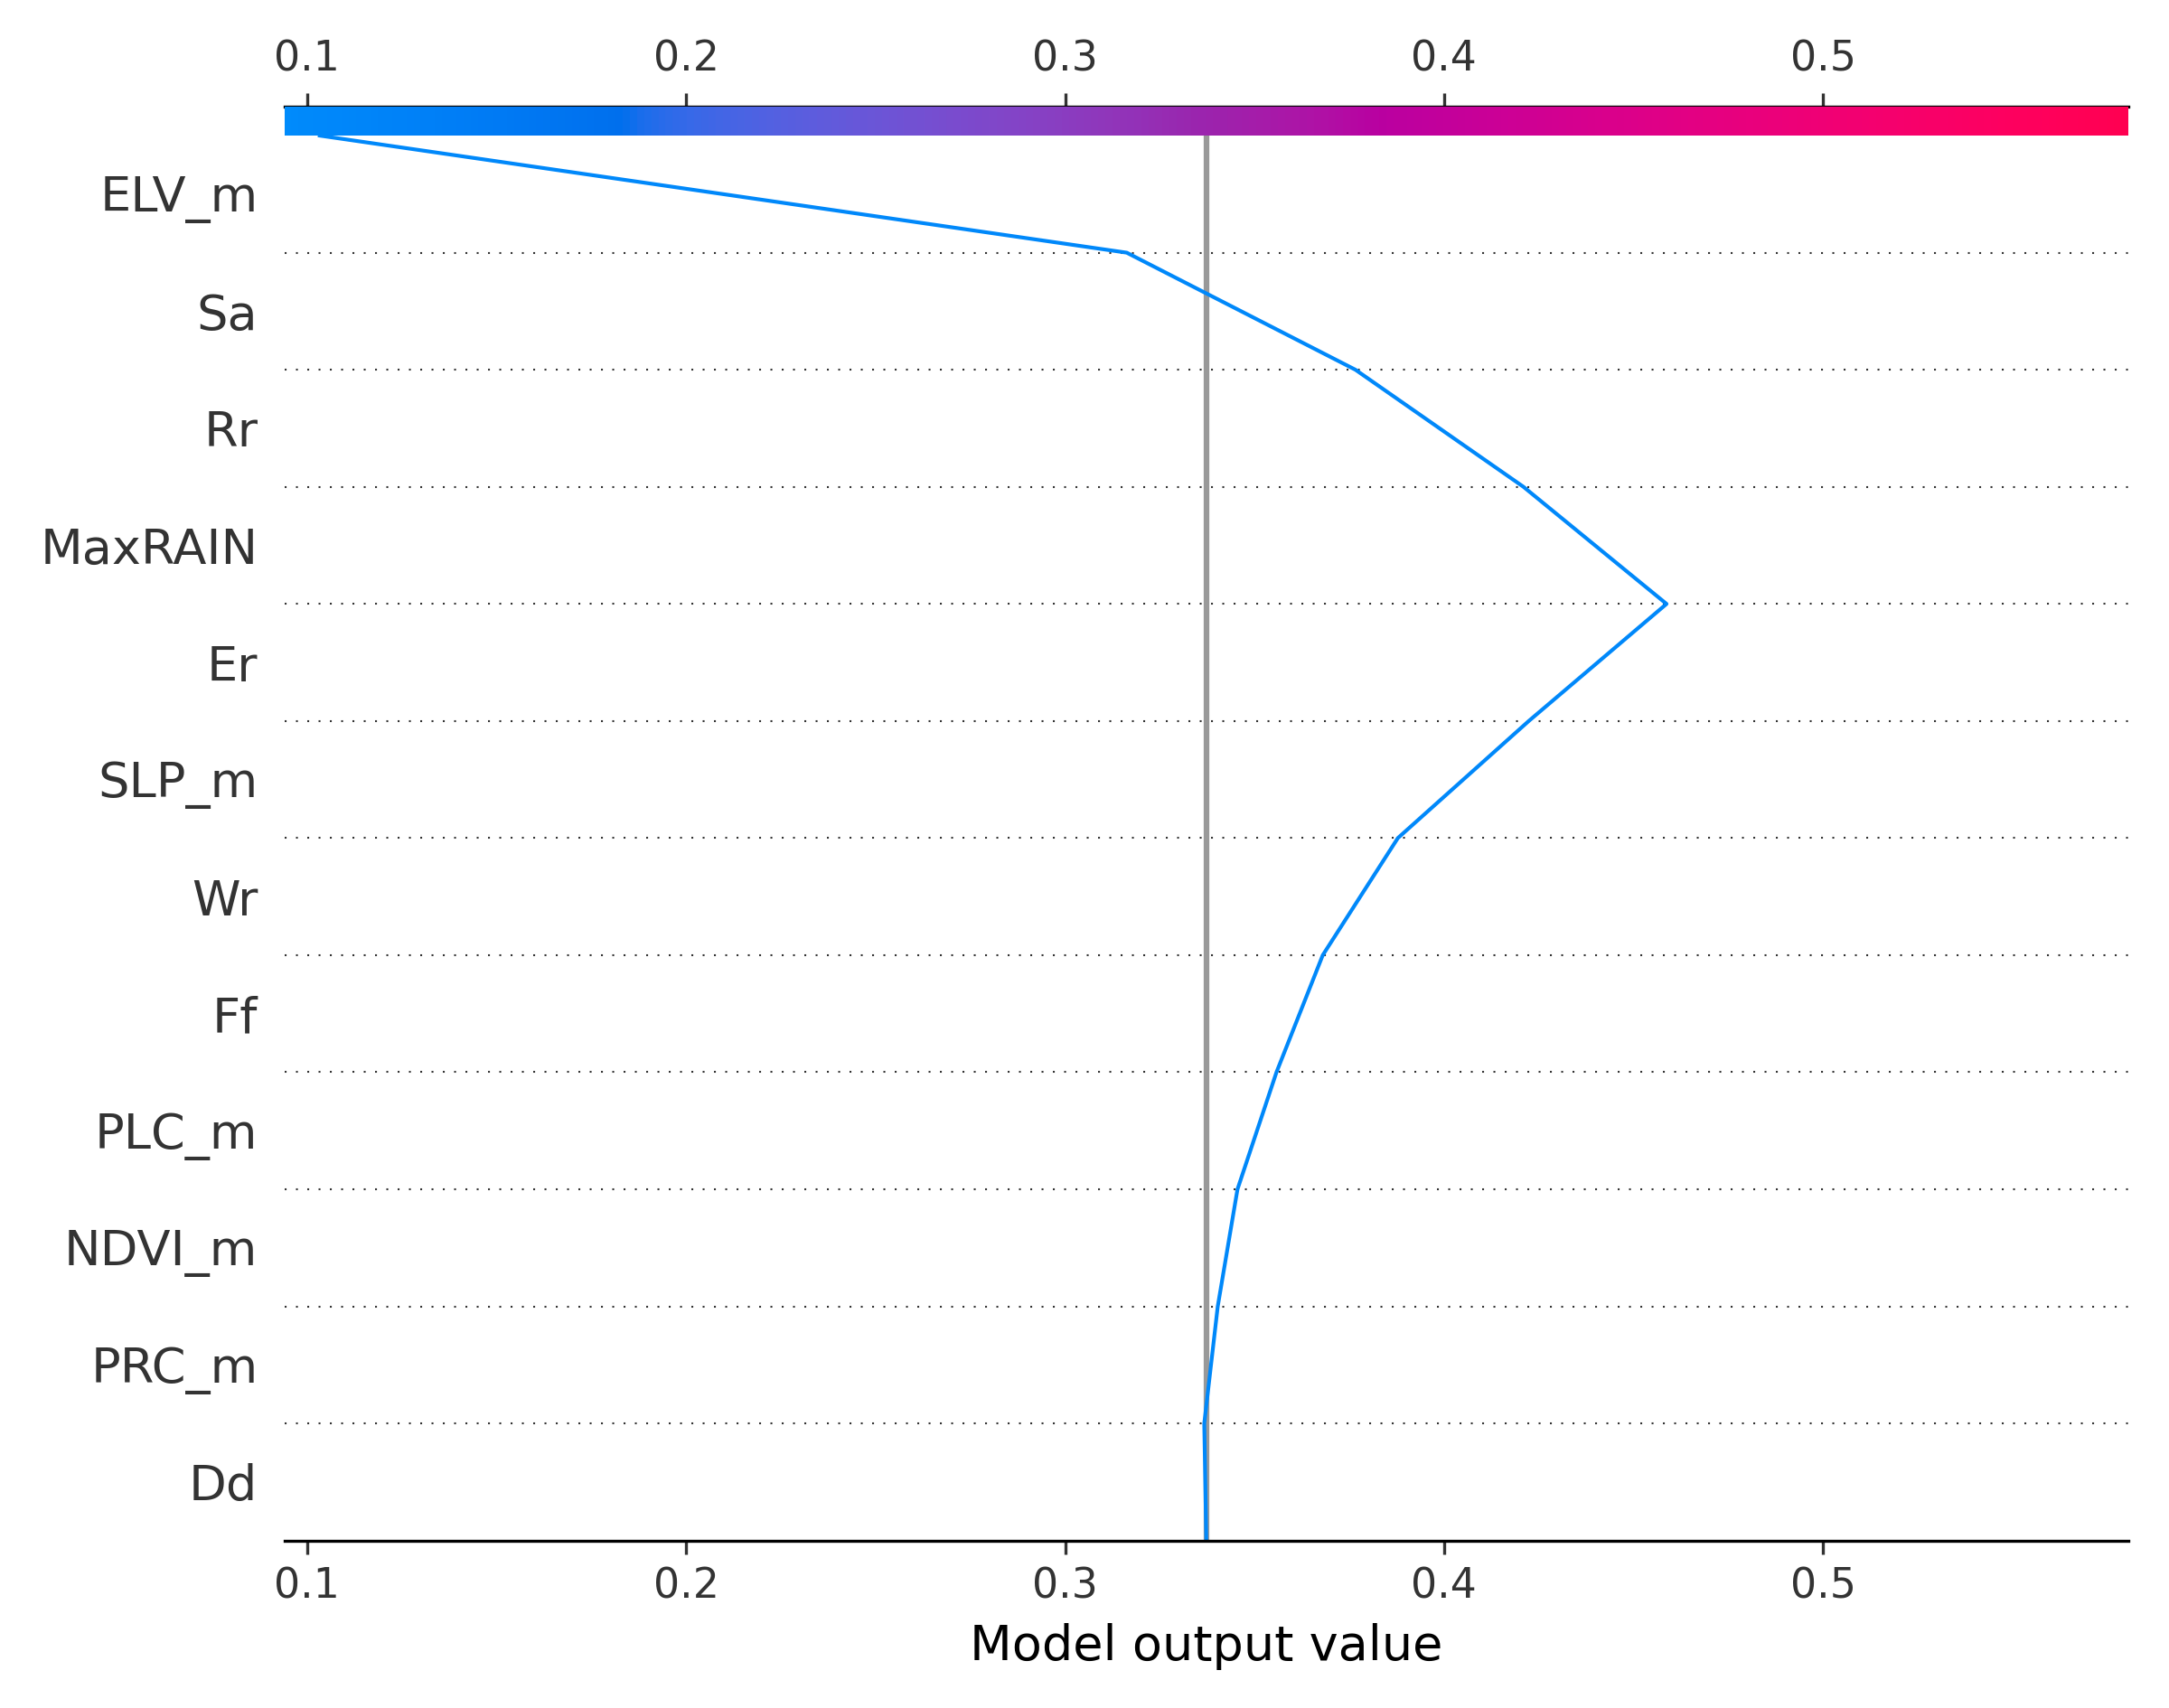 0.1 0.2 0.3 0.4 0.5
ELV_m
Sa
Rr
MaxRAIN
Er
SLP_m
Wr
Ff
PLC_m
NDVI_m
PRC_m
Dd
0.1 0.2 0.3 0.4 0.5
Model output value